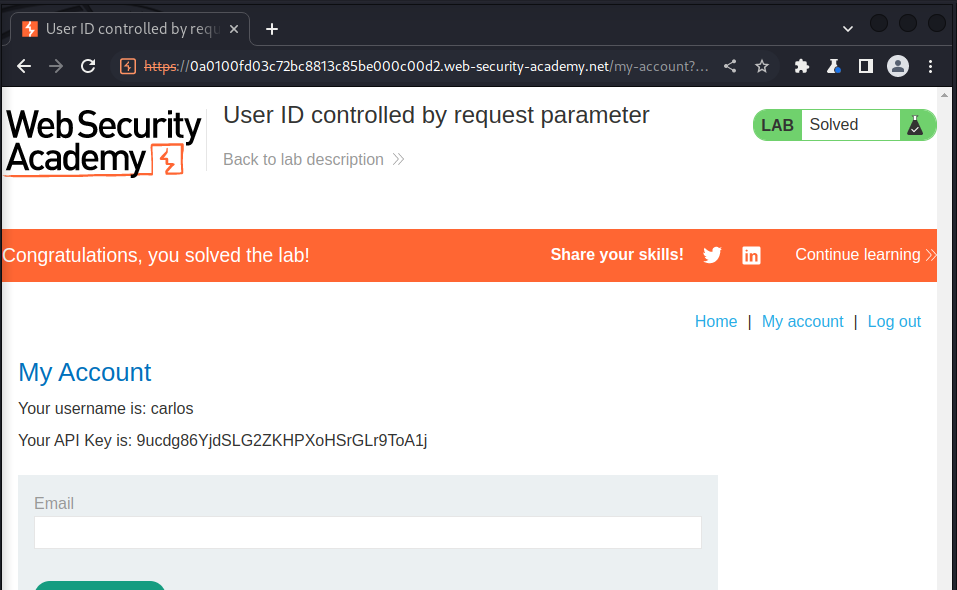 User ID controlled by requ
https://0a0100fd03c72bc8813c85be000c00d2.web-security-academy.net/my-account?...
Web Security
Academy
User ID controlled by request parameter
Back to lab description
LAB Solved
Congratulations, you solved the lab!
Share your skills!
Continue learning
Home | My account | Log out
My Account
Your username is: carlos
Your API Key is: 9ucdg86YjdSLG2ZKHPXoHSrGLr9ToA1j
Email